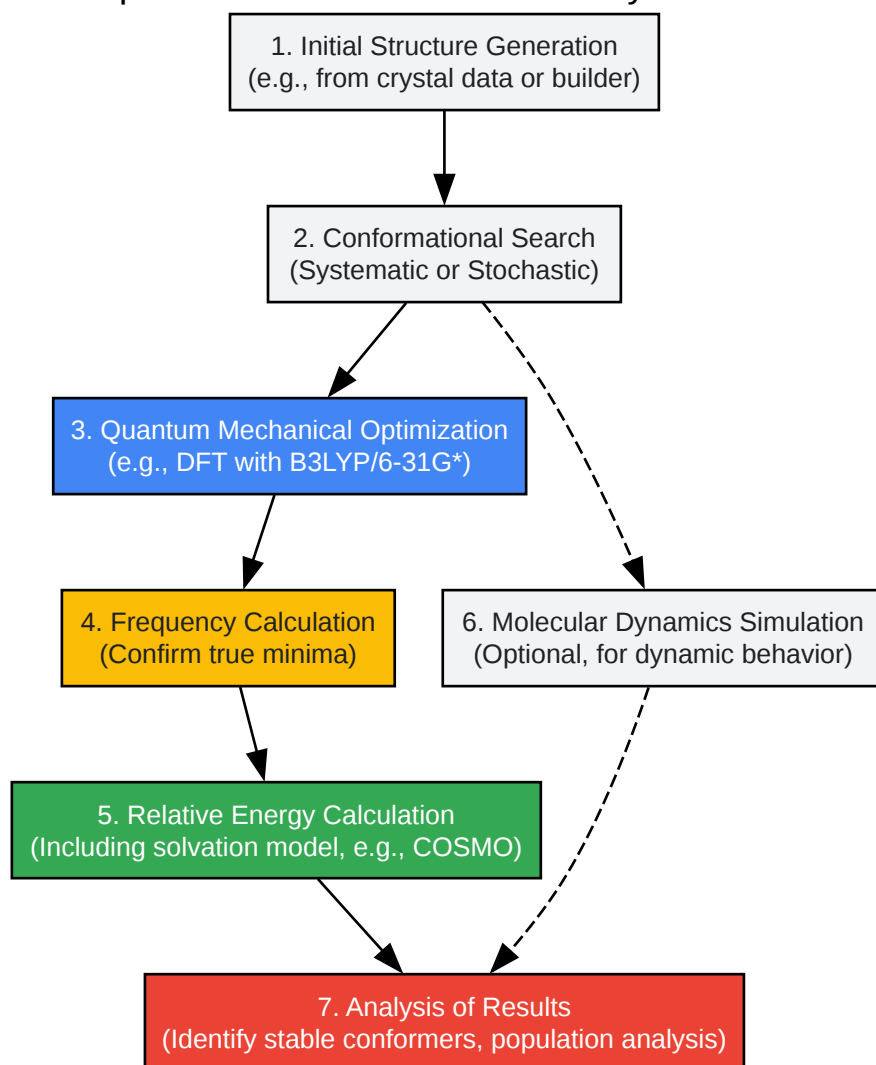 1. Initial Structure Generation
(e.g., from crystal data or builder)
2. Conformational Search
(Systematic or Stochastic)
3. Quantum Mechanical Optimization
(e.g., DFT with B3LYP/6-31G*)
4. Frequency Calculation
(Confirm true minima)
6. Molecular Dynamics Simulation
(Optional, for dynamic behavior)
5. Relative Energy Calculation
(Including solvation model, e.g., COSMO)
7. Analysis of Results
(Identify stable conformers, population analysis)